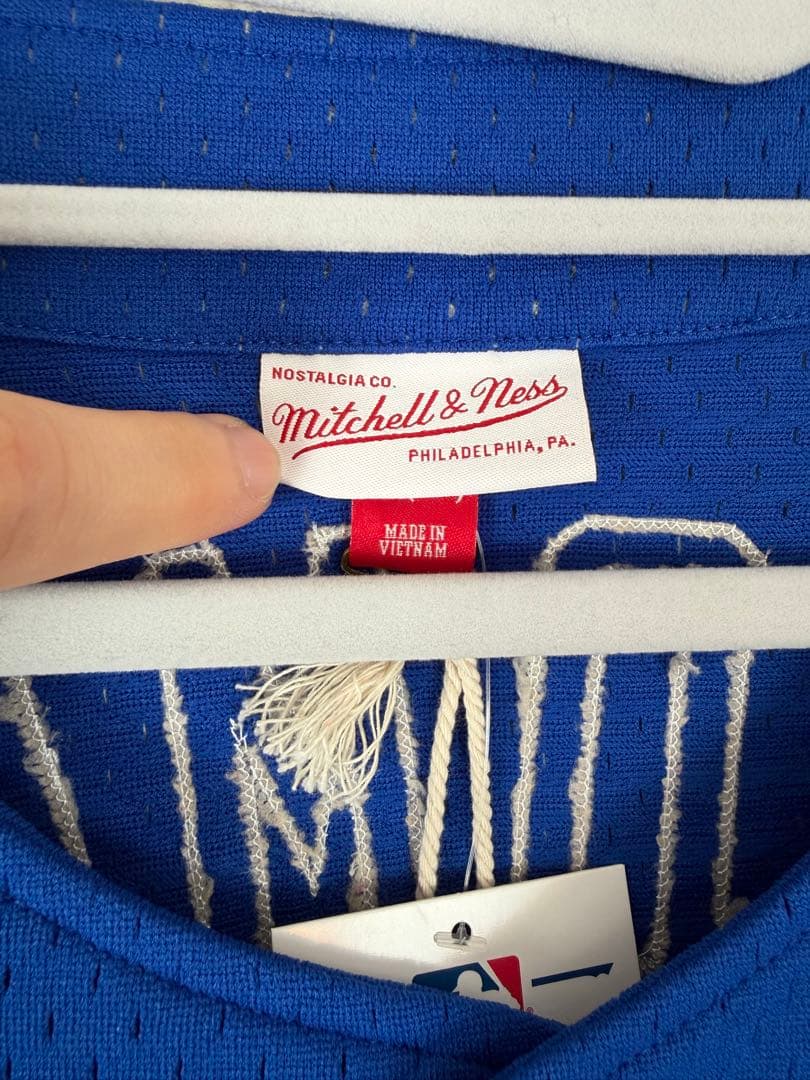 NOSTALGIA CO.
Mitchell & Ness
PHILADELPHIA, PA.
MADE IN
VIETNAM